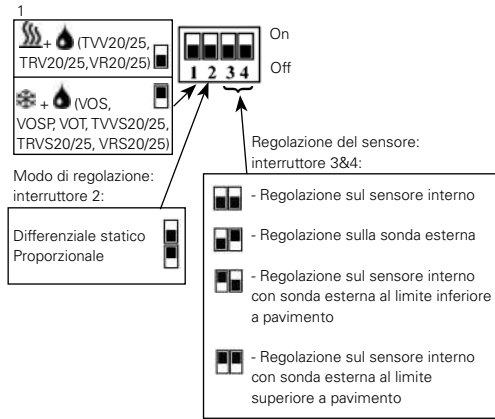 1
+ (TVV20/25,
TRV20/25,VR20/25)
+ (VOS,
VOSP, VOT, TVVS20/25,
TRVS20/25, VRS20/25)
On
Off
1 2 3 4
Modo di regolazione:
interruttore 2:
Differenziale statico
Proporzionale
Regolazione del sensore:
interruttore 3&4:
- Regolazione sul sensore interno
- Regolazione sulla sonda esterna
- Regolazione sul sensore interno
con sonda esterna al limite inferiore
a pavimento
- Regolazione sul sensore interno
con sonda esterna al limite
superiore a pavimento